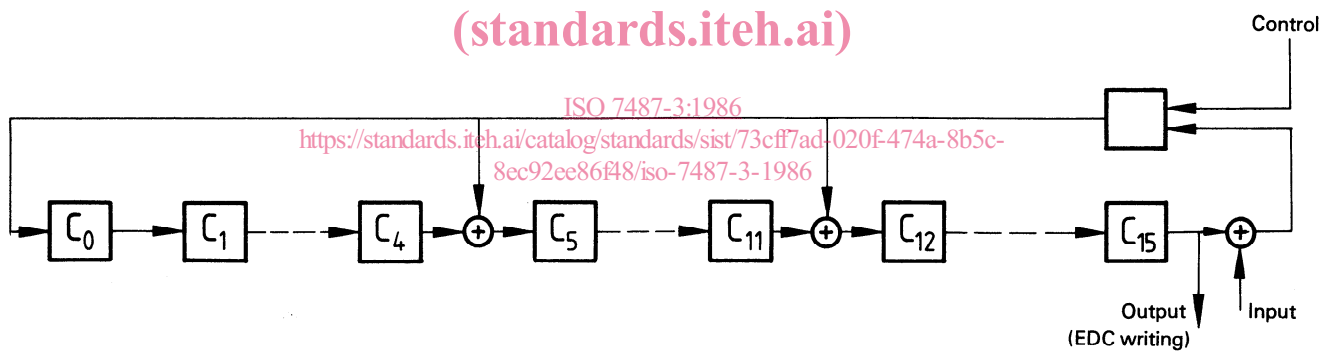 (standards.iteh.ai)
Control
ISO 7487-3:1986
https://standards.iteh.ai/catalog/standards/sist/73cff7ad-020f-474a-8b5c-
8ec92ee86f48/iso-7487-3-1986
C0 C1 C4 + C5 C11 + C12 C15 +
Output Input
(EDC writing)